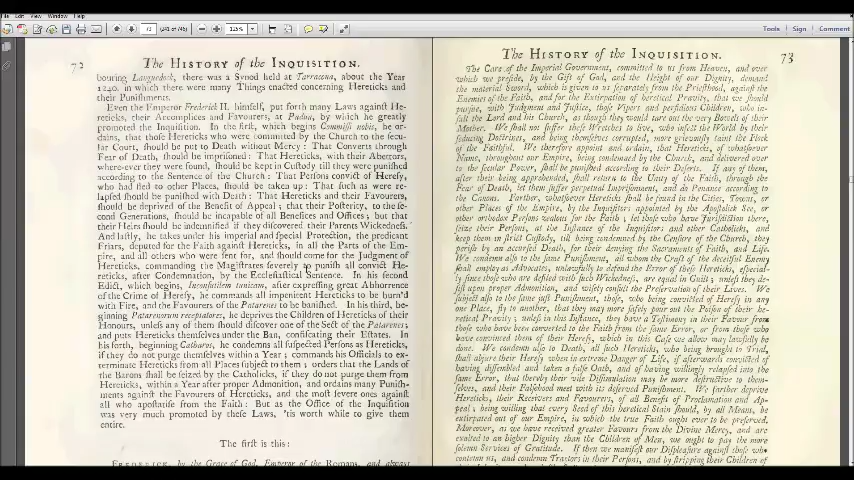 File Edit View Window Help
73 (241 of 746) 125%
Tools Sign Comment
72 The HISTORY of the INQUISITION.
bouring Languedock, there was a Synod held at Tarracona, about the Year
1240. in which there were many Things enacted concerning Hereticks and
their Punishments.
Even the Emperor Frederick II. himself, put forth many Laws against He-
reticks, their Accomplices and Favourers, at Padua, by which he greatly
promoted the Inquisition. In the first, which begins Commissi nobis, he or-
dains, that those Hereticks who were committed by the Church to the secu-
lar Court, should be put to Death without Mercy: That Converts through
Fear of Death, should be imprisoned: That Hereticks, with their Abettors,
where-ever they were found, should be kept in Custody till they were punished
according to the Sentence of the Church: That Persons convict of Heresy,
who had fled to other Places, should be taken up: That such as were re-
lapsed should be punished with Death: That Hereticks and their Favourers,
should be deprived of the Benefit of Appeal; that their Posterity, to the se-
cond Generations, should be incapable of all Benefices and Offices; but that
their Heirs should be indemnified if they discovered their Parents Wickedness.
And lastly, he takes under his imperial and special Protection, the predicant
Friars, deputed for the Faith against Hereticks, in all the Parts of the Em-
pire, and all others who were sent for, and should come for the Judgment of
Hereticks, commanding the Magistrates severely to punish all convict He-
reticks, after Condemnation, by the Ecclesiastical Sentence. In his second
Edict, which begins, Inconsutilem tunicam, after expressing great Abhorrence
of the Crime of Heresy, he commands all impenitent Hereticks to be burn'd
with Fire, and the Favourers of the Patarenes to be banished. In his third, be-
ginning Patarenorum receptatores, he deprives the Children of Hereticks of their
Honours, unless any of them should discover one of the Sect of the Patarenes;
and puts Hereticks themselves under the Ban, confiscating their Estates. In
his forth, beginning Catharos, he condemns all suspected Persons as Hereticks,
if they do not purge themselves within a Year; commands his Officials to ex-
terminate Hereticks from all Places subject to them; orders that the Lands
of the Barons shall be seized by the Catholicks, if they do not purge them from
Hereticks, within a Year after proper Admonition, and ordains many Punish-
ments against the Favourers of Hereticks, and the most severe ones against
all who apostatise from the Faith: But as the Office of the Inquisition
was very much promoted by these Laws, 'tis worth while to give them
entire.
The first is this:
FREDERICK, by the Grace of God, Emperor of the Romans, and always
The HISTORY of the INQUISITION. 73
The Care of the Imperial Government, committed to us from Heaven, and over
which we preside, by the Gift of God, and the Height of our Dignity, demand
the material Sword, which is given to us separately from the Priesthood, against the
Enemies of the Faith, and for the Extirpation of heretical Pravity, that we should
pursue, with Judgment and Justice, those Vipers and perfidious Children, who in-
sult the Lord and his Church, as though they would tear out the very Bowels of their
Mother. We shall not suffer those Wretches to live, who infect the World by their
seducing Doctrines, and being themselves corrupted, more grievously taint the Flock
of the Faithful. We therefore appoint and ordain, that Hereticks, of whatsoever
Name, throughout our Empire, being condemned by the Church, and delivered over
to the secular Power, shall be punished according to their Deserts. If any of them,
after their being apprehended, shall return to the Unity of the Faith, through the
Fear of Death, let them suffer perpetual Imprisonment, and do Penance according to
the Canons. Farther, whatsoever Hereticks shall be found in the Cities, Towns, or
other Places of the Empire, by the Inquisitors appointed by the Apostolick See, or
other orthodox Persons zealous for the Faith; let those who have Jurisdiction there,
seize their Persons, at the Instance of the Inquisitors and other Catholicks, and
keep them in strict Custody, till being condemned by the Censure of the Church, they
perish by an accursed Death, for their denying the Sacraments of Faith and Life.
We condemn also to the same Punishment, all whom the Craft of the deceitful Enemy
shall employ as Advocates, unlawfully to defend the Error of these Hereticks, especial-
ly since those who are defiled with such Wickedness, are equal in Guilt; unless they de-
sist upon proper Admonition, and wisely consult the Preservation of their Lives. We
subject also to the same Punishment, those, who being convicted of Heresy in any
one Place, fly to another, that they may more safely pour out the Poison of their he-
retical Pravity; unless in this Instance, they have a Testimony in their Favour from
those who have been converted to the Faith from the same Error, or from those who
have convinced them of their Heresy, which in this Case we allow may lawfully be
done. We condemn also to Death, all such Hereticks, who being brought to Trial,
shall abjure their Heresy when in extreme Danger of Life, if afterwards convicted of
having dissembled and taken a false Oath, and of having willingly relapsed into the
same Error, that thereby their vile Dissimulation may be more destructive to them-
selves, and their Falsehood meet with its deserved Punishment. We farther deprive
Hereticks, their Receivers and Favourers, of all Benefit of Proclamation and Ap-
peal; being willing that every Seed of this heretical Stain should, by all Means, be
extirpated out of our Empire, in which the true Faith ought ever to be preserved.
Moreover, as we have received greater Favours from the Divine Mercy, and are
exalted to an higher Dignity than the Children of Men, we ought to pay the more
solemn Services of Gratitude. If then we manifest our Displeasure against those who
contemn us, and condemn Traytors in their Persons, and by stripping their Children of